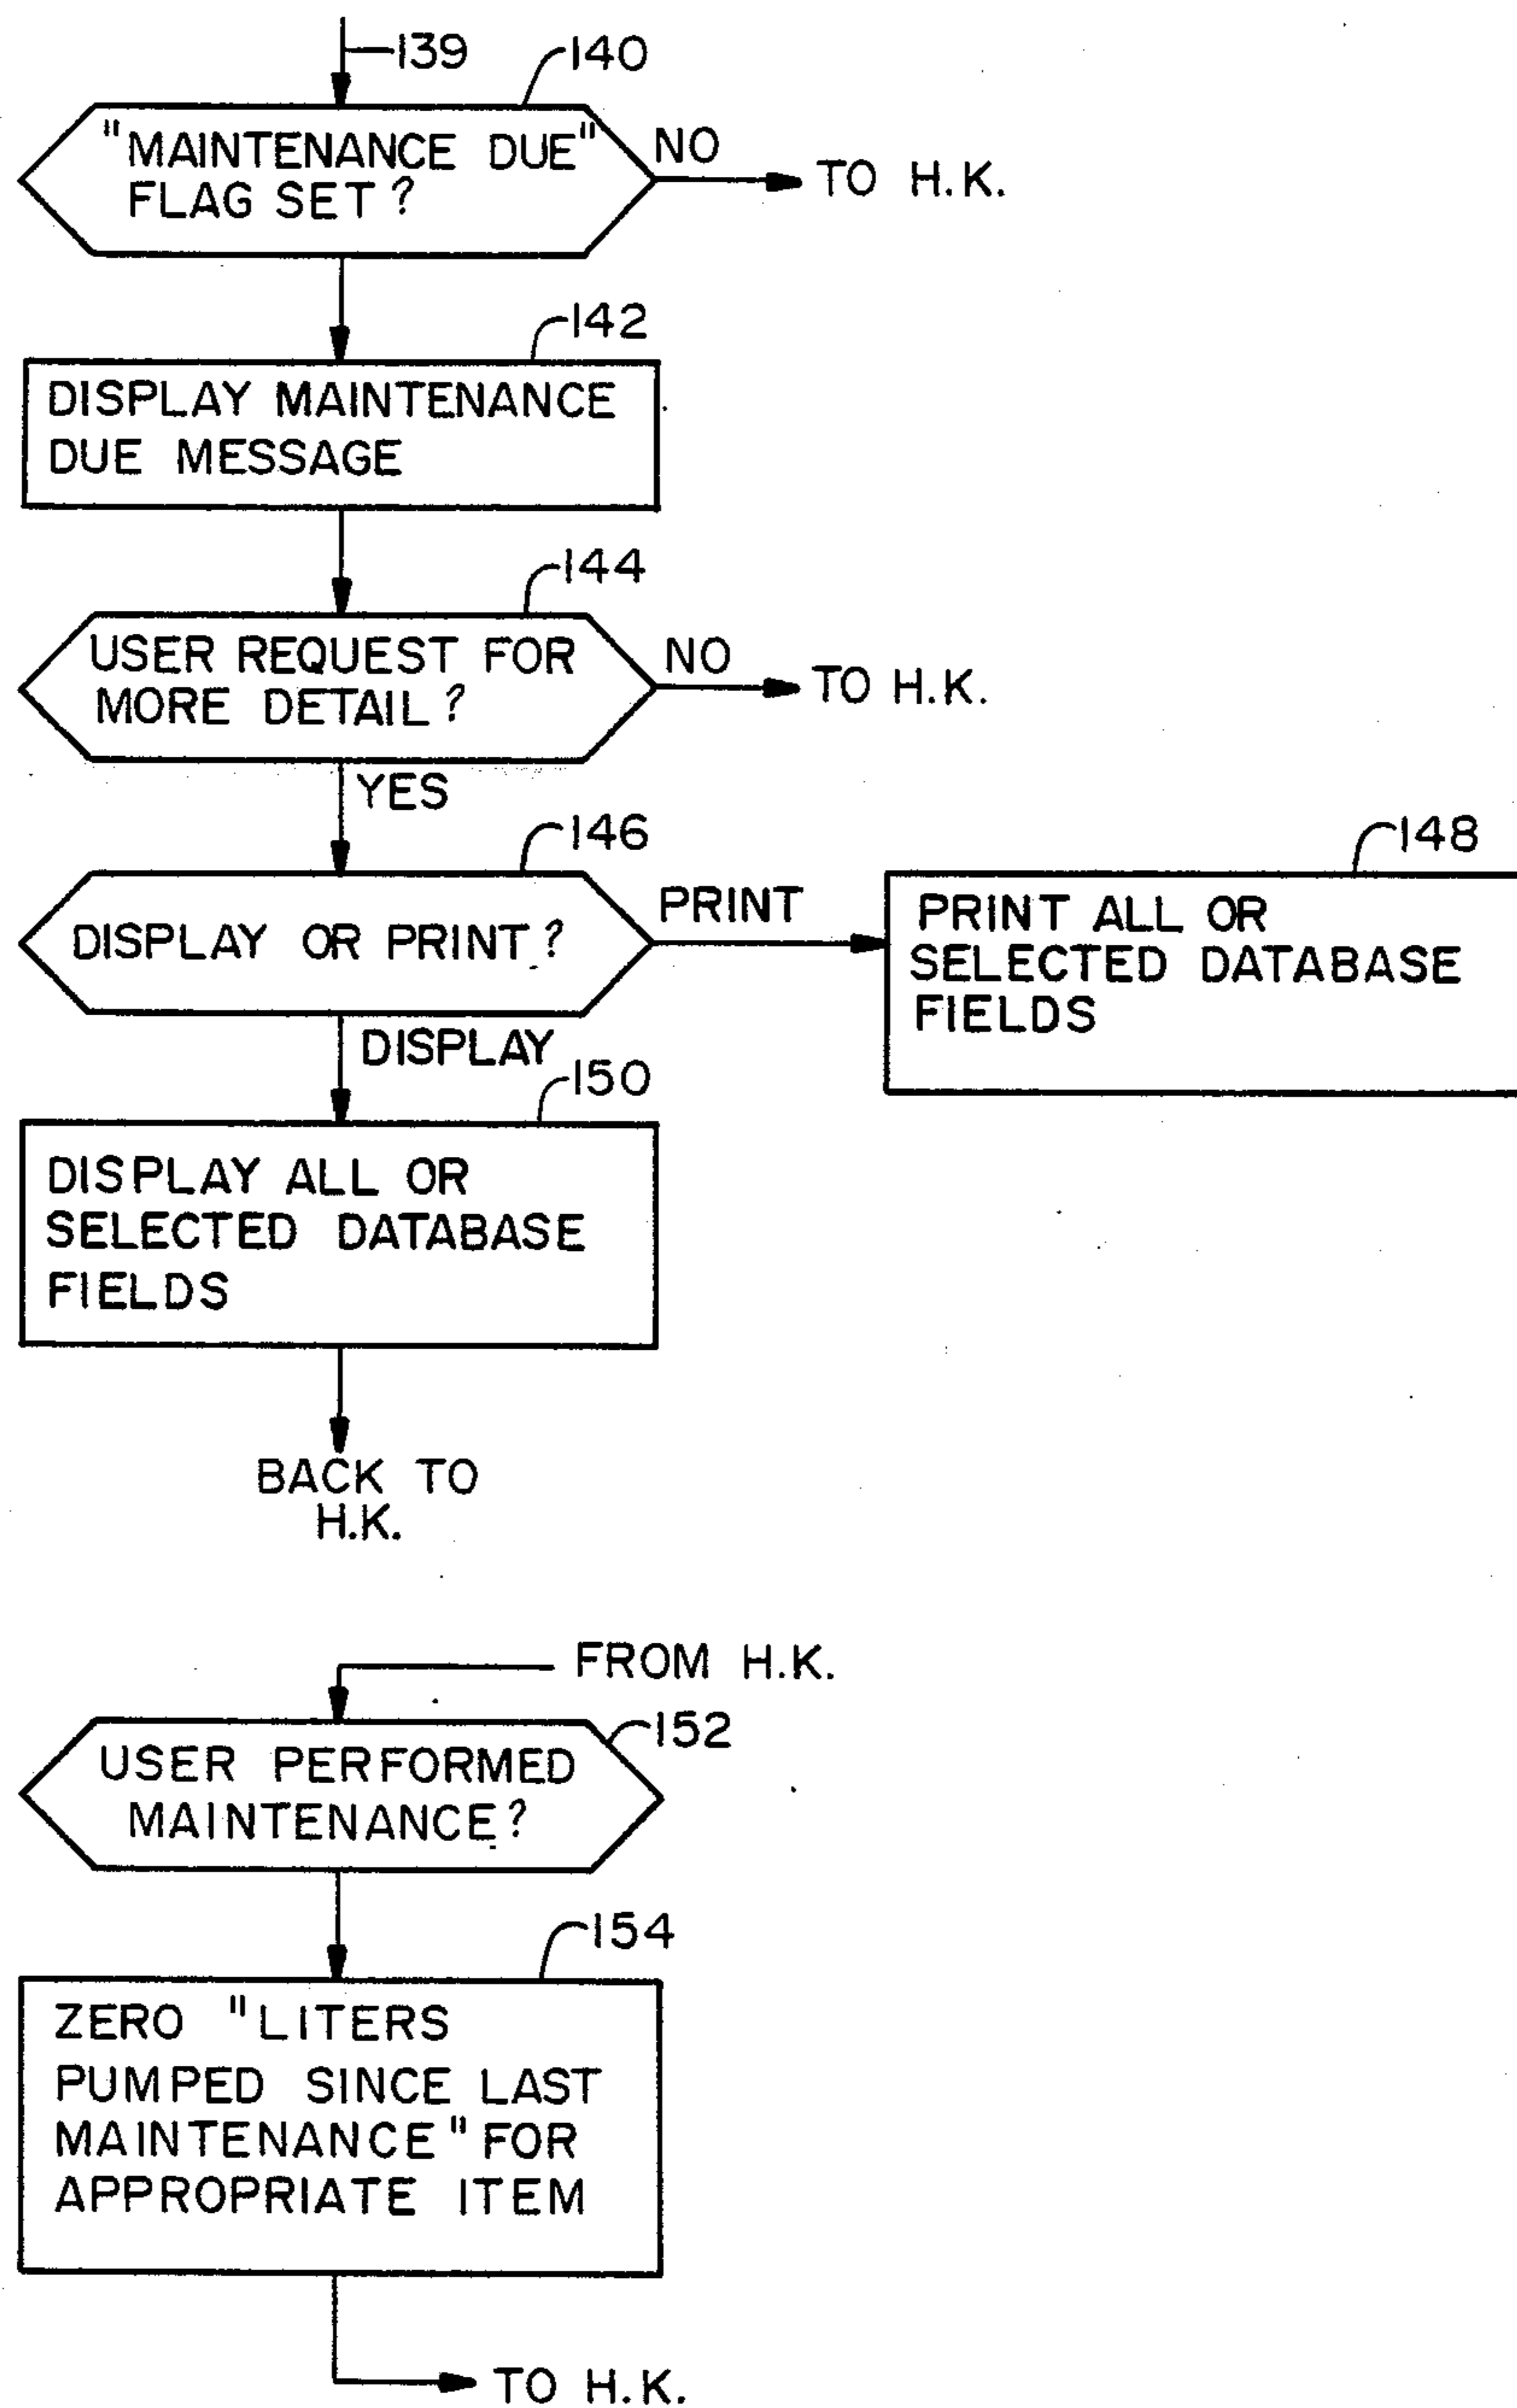 139
140
"MAINTENANCE DUE"
FLAG SET?
NO
TO H.K.
142
DISPLAY MAINTENANCE
DUE MESSAGE
144
USER REQUEST FOR
MORE DETAIL?
NO
TO H.K.
YES
146
DISPLAY OR PRINT?
PRINT
148
PRINT ALL OR
SELECTED DATABASE
FIELDS
DISPLAY
150
DISPLAY ALL OR
SELECTED DATABASE
FIELDS
BACK TO
H.K.
FROM H.K.
152
USER PERFORMED
MAINTENANCE?
154
ZERO "LITERS
PUMPED SINCE LAST
MAINTENANCE" FOR
APPROPRIATE ITEM
TO H.K.